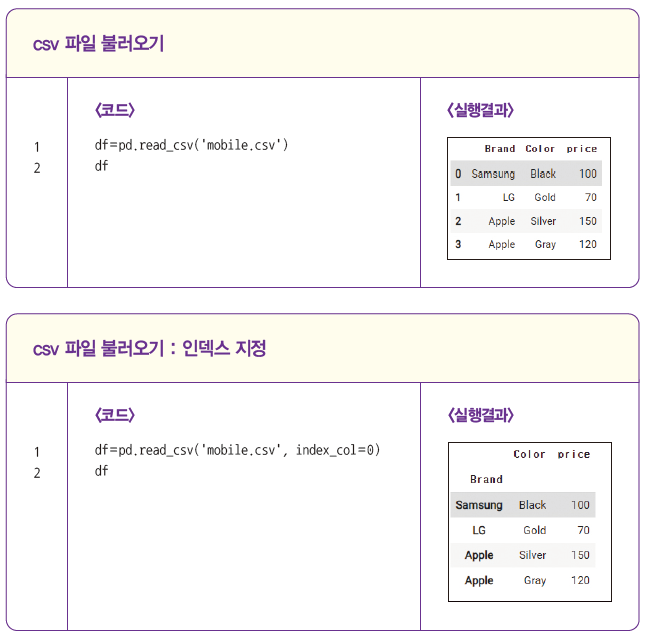 csv 파일 불러오기
<코드>
<실행결과>
1 df=pd.read_csv('mobile.csv')
2 df
Brand Color price
0 Samsung Black 100
1 LG Gold 70
2 Apple Silver 150
3 Apple Gray 120
csv 파일 불러오기 : 인덱스 지정
<코드>
<실행결과>
1 df=pd.read_csv('mobile.csv', index_col=0)
2 df
Color price
Brand
Samsung Black 100
LG Gold 70
Apple Silver 150
Apple Gray 120